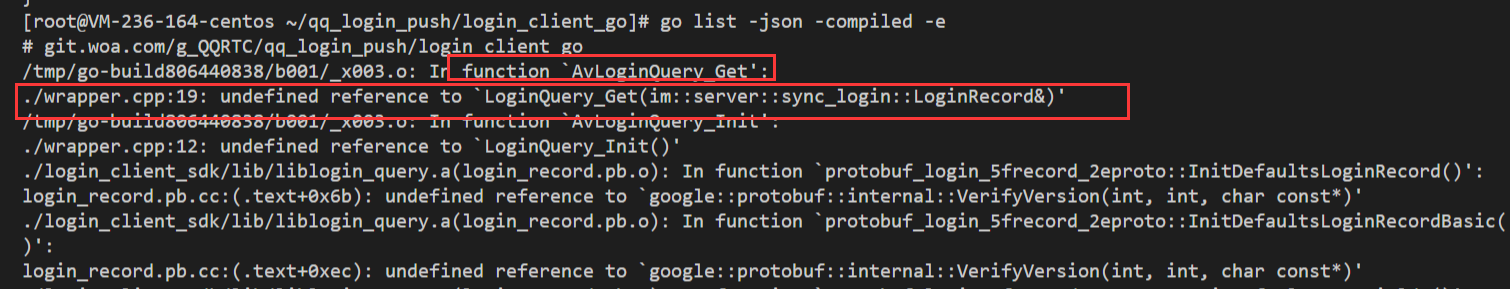 [root@VM-236-164-centos ~/qq_login_push/login_client_go]# go list -json -compiled -e
# git.woa.com/g_QQRTC/qq_login_push/login_client_go
/tmp/go-build806440838/b001/_x003.o: In function `AvLoginQuery_Get':
./wrapper.cpp:19: undefined reference to `LoginQuery_Get(im::server::sync_login::LoginRecord&)'
/tmp/go-build806440838/b001/_x003.o: In function `AvLoginQuery_Init':
./wrapper.cpp:12: undefined reference to `LoginQuery_Init()'
./login_client_sdk/lib/liblogin_query.a(login_record.pb.o): In function `protobuf_login_5frecord_2eproto::InitDefaultsLoginRecord()':
login_record.pb.cc:(.text+0x6b): undefined reference to `google::protobuf::internal::VerifyVersion(int, int, char const*)'
./login_client_sdk/lib/liblogin_query.a(login_record.pb.o): In function `protobuf_login_5frecord_2eproto::InitDefaultsLoginRecordBasic(
)':
login_record.pb.cc:(.text+0xec): undefined reference to `google::protobuf::internal::VerifyVersion(int, int, char const*)'